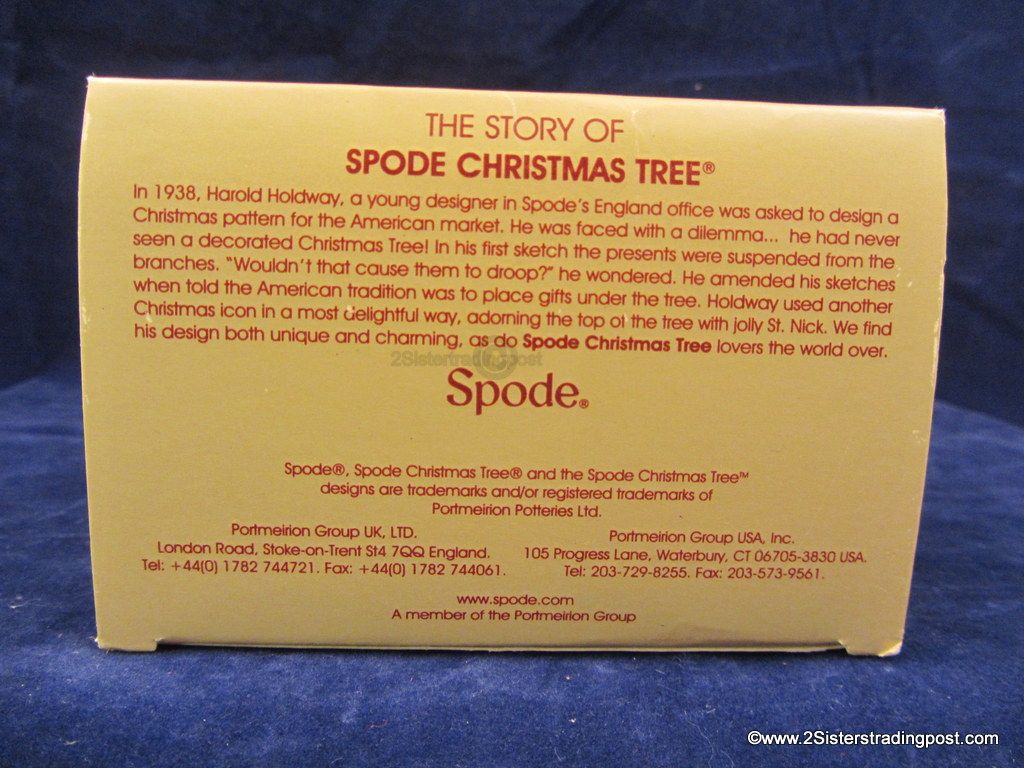 THE STORY OF
SPODE CHRISTMAS TREE®
In 1938, Harold Holdway, a young designer in Spode's England office was asked to design a
Christmas pattern for the American market. He was faced with a dilemma... he had never
seen a decorated Christmas Tree! In his first sketch the presents were suspended from the
branches. "Wouldn't that cause them to droop?" he wondered. He amended his sketches
when told the American tradition was to place gifts under the tree. Holdway used another
Christmas icon in a most delightful way, adorning the top of the tree with jolly St. Nick. We find
his design both unique and charming, as do Spode Christmas Tree lovers the world over.
2Sisterstradingpost
Spode®
Spode®, Spode Christmas Tree® and the Spode Christmas Tree™
designs are trademarks and/or registered trademarks of
Portmeirion Potteries Ltd.
Portmeirion Group UK, LTD.
London Road, Stoke-on-Trent St4 7QQ England.
Tel: +44(0) 1782 744721. Fax: +44(0) 1782 744061.
Portmeirion Group USA, Inc.
105 Progress Lane, Waterbury, CT 06705-3830 USA.
Tel: 203-729-8255. Fax: 203-573-9561.
www.spode.com
A member of the Portmeirion Group
©www.2Sisterstradingpost.com